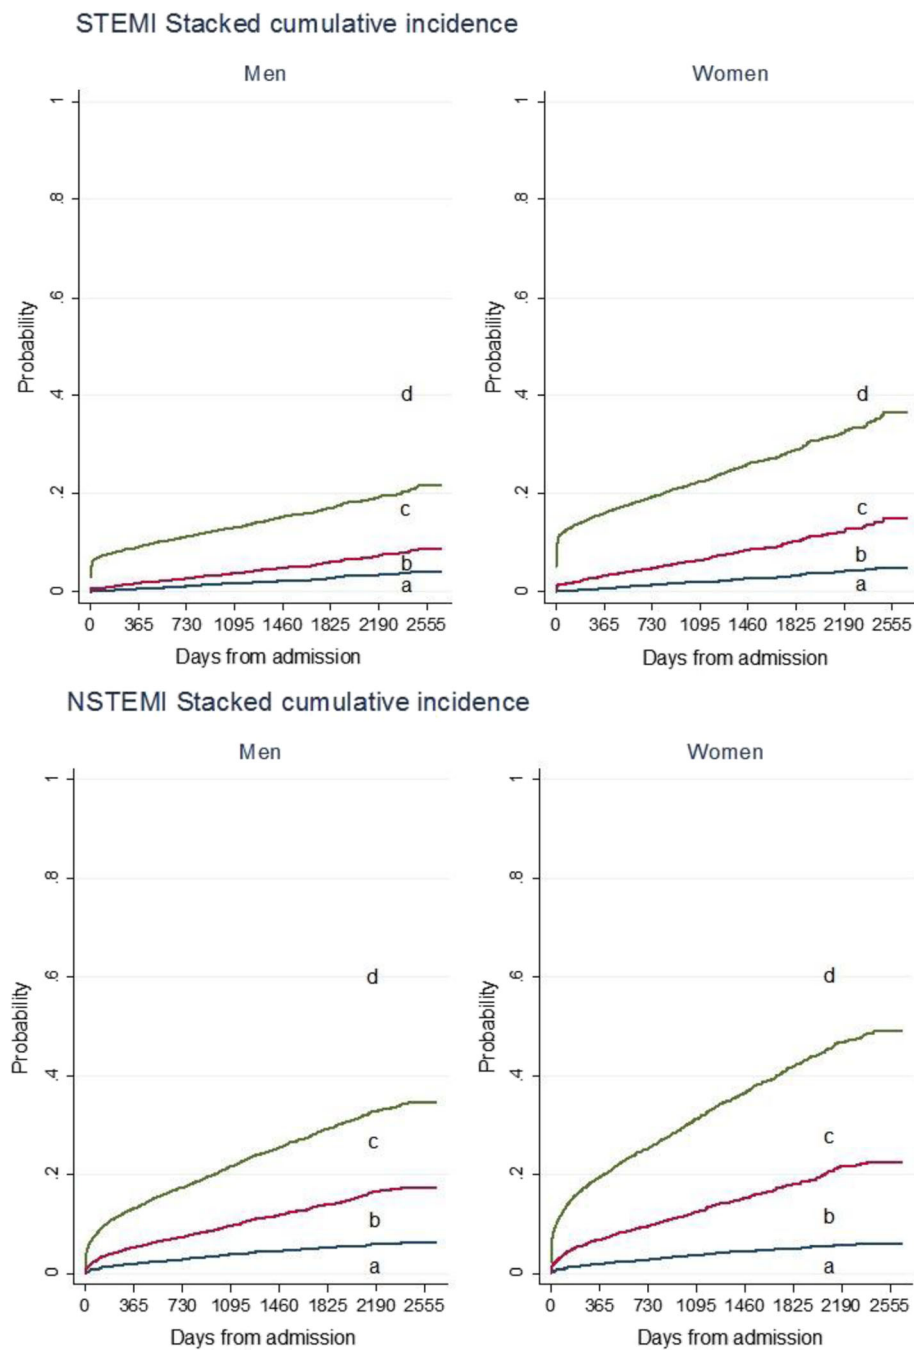 STEMI Stacked cumulative incidence
Men
Women
Probability
0 .2 .4 .6 .8 1
d
c
b
a
0 365 730 1095 1460 1825 2190 2555
Days from admission
Probability
0 .2 .4 .6 .8 1
d
c
b
a
0 365 730 1095 1460 1825 2190 2555
Days from admission
NSTEMI Stacked cumulative incidence
Men
Women
Probability
0 .2 .4 .6 .8 1
d
c
b
a
0 365 730 1095 1460 1825 2190 2555
Days from admission
Probability
0 .2 .4 .6 .8 1
d
c
b
a
0 365 730 1095 1460 1825 2190 2555
Days from admission